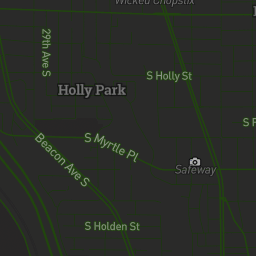 Wicked Chopstix
29th Ave S
S Holly St
Holly Park
S Myrtle Pl
Beacon Ave S
Safeway
S Holden St